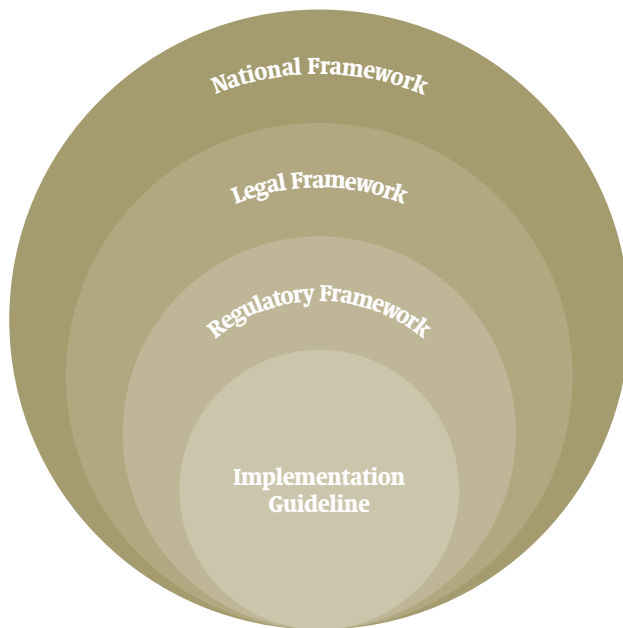 National Framework
Legal Framework
Regulatory Framework
Implementation
Guideline